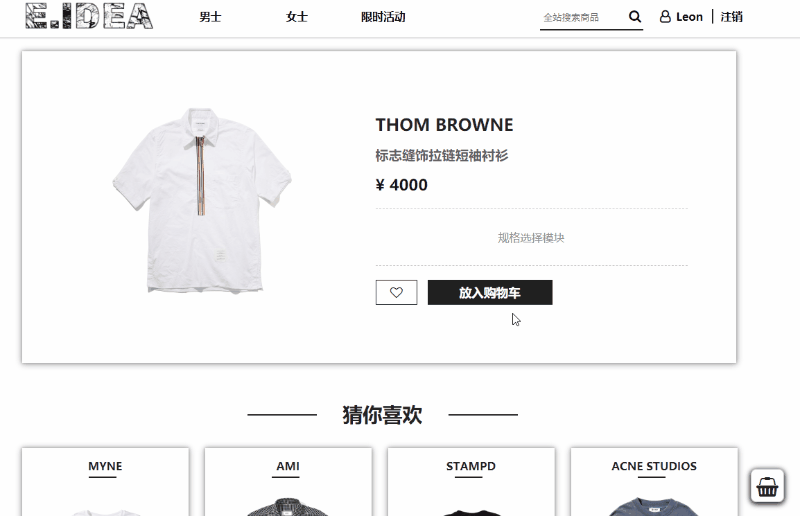 E.IDEA
男士 女士 限时活动 全站搜索商品 Leon 注销
THOM BROWNE
标志缝饰拉链短袖衬衫
¥ 4000
规格选择模块
放入购物车
猜你喜欢
MYNE AMI STAMPD ACNE STUDIOS